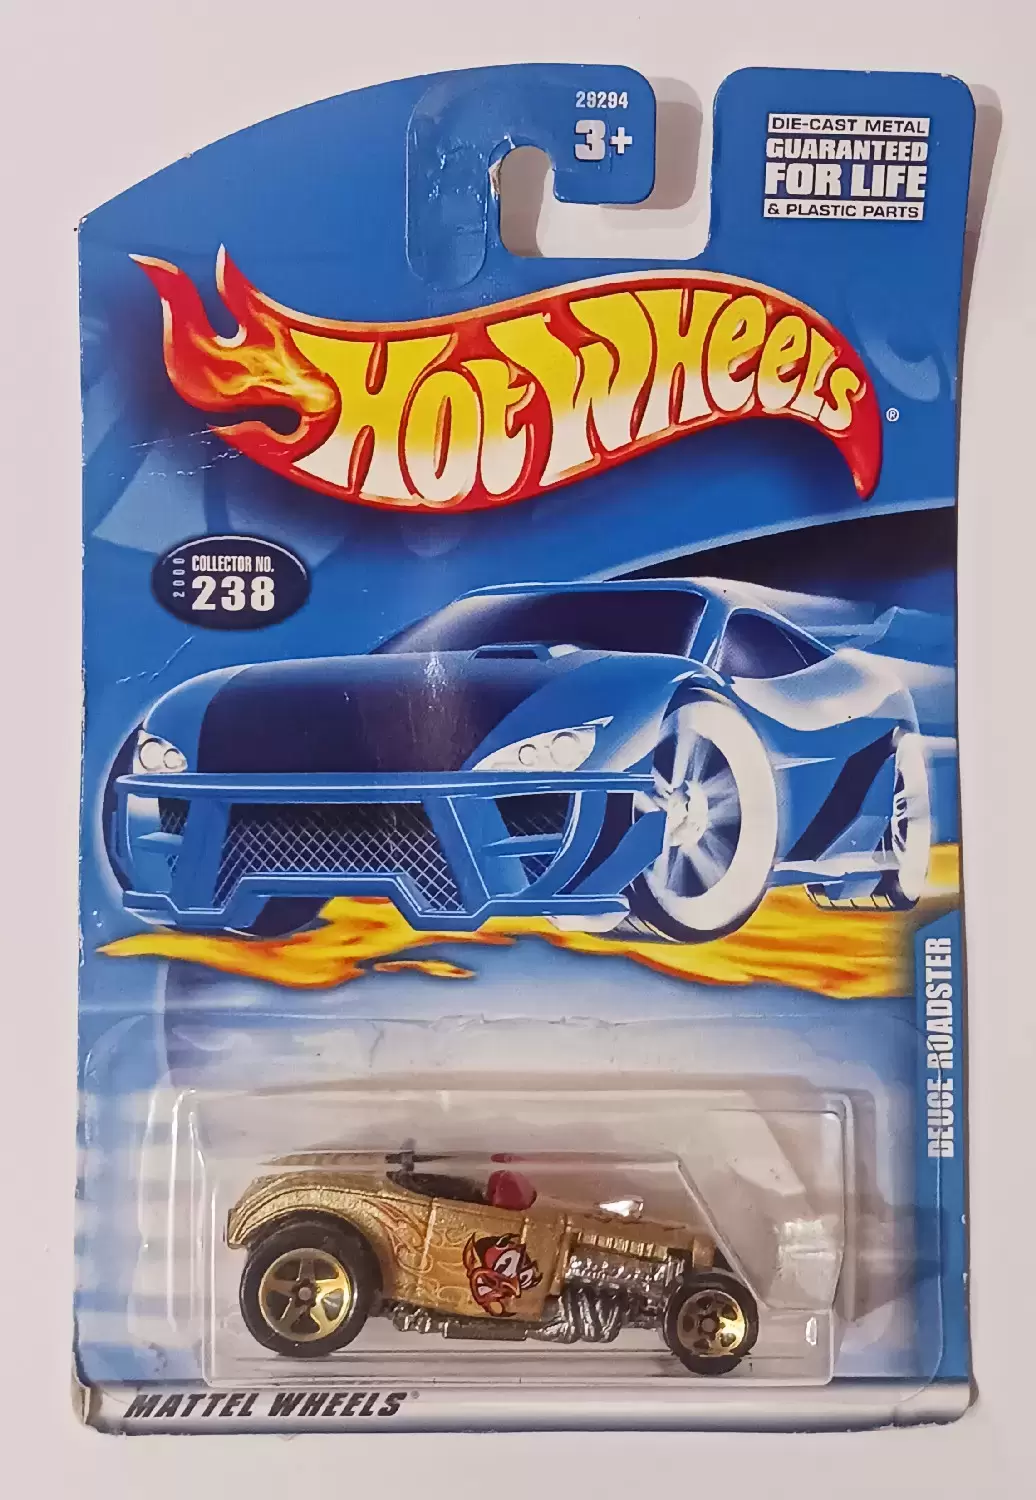 29294
3+
DIE-CAST METAL
GUARANTEED
FOR LIFE
& PLASTIC PARTS
HOT WHEELS®
2000
COLLECTOR NO.
238
DEUCE ROADSTER
MATTEL WHEELS®